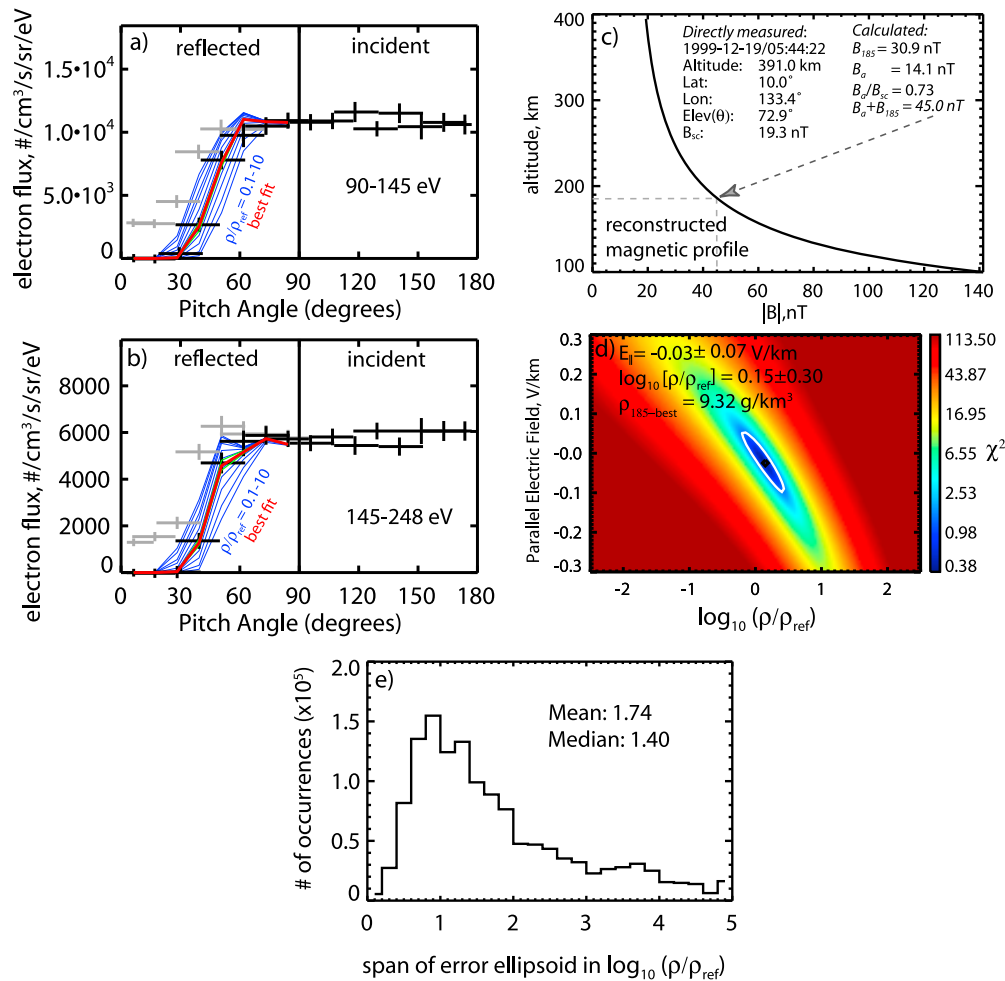 a)
reflected
incident
1.5•10⁴
1.0•10⁴
5.0•10³
0
electron flux, #/cm³/s/sr/eV
ρ/ρref = 0.1-10
best fit
90-145 eV
0 30 60 90 120 150 180
Pitch Angle (degrees)
b)
reflected
incident
8000
6000
4000
2000
0
electron flux, #/cm³/s/sr/eV
ρ/ρref = 0.1-10
best fit
145-248 eV
0 30 60 90 120 150 180
Pitch Angle (degrees)
c)
400
300
200
100
altitude, km
Directly measured:
1999-12-19/05:44:22
Altitude: 391.0 km
Lat: 10.0°
Lon: 133.4°
Elev(θ): 72.9°
Bsc: 19.3 nT
Calculated:
B185 = 30.9 nT
Ba = 14.1 nT
Ba/Bsc = 0.73
Ba+B185 = 45.0 nT
reconstructed
magnetic profile
0 20 40 60 80 100 120 140
|B|,nT
d)
E|| = -0.03± 0.07 V/km
log10 [ρ/ρref] = 0.15±0.30
ρ185–best = 9.32 g/km³
0.3
0.2
0.1
-0.0
-0.1
-0.2
-0.3
Parallel Electric Field, V/km
-2 -1 0 1 2
log10 (ρ/ρref)
113.50
43.87
16.95
6.55
2.53
0.98
0.38
χ²
e)
2.0
1.5
1.0
0.5
0
# of occurrences (x10⁵)
Mean: 1.74
Median: 1.40
0 1 2 3 4 5
span of error ellipsoid in log10 (ρ/ρref)